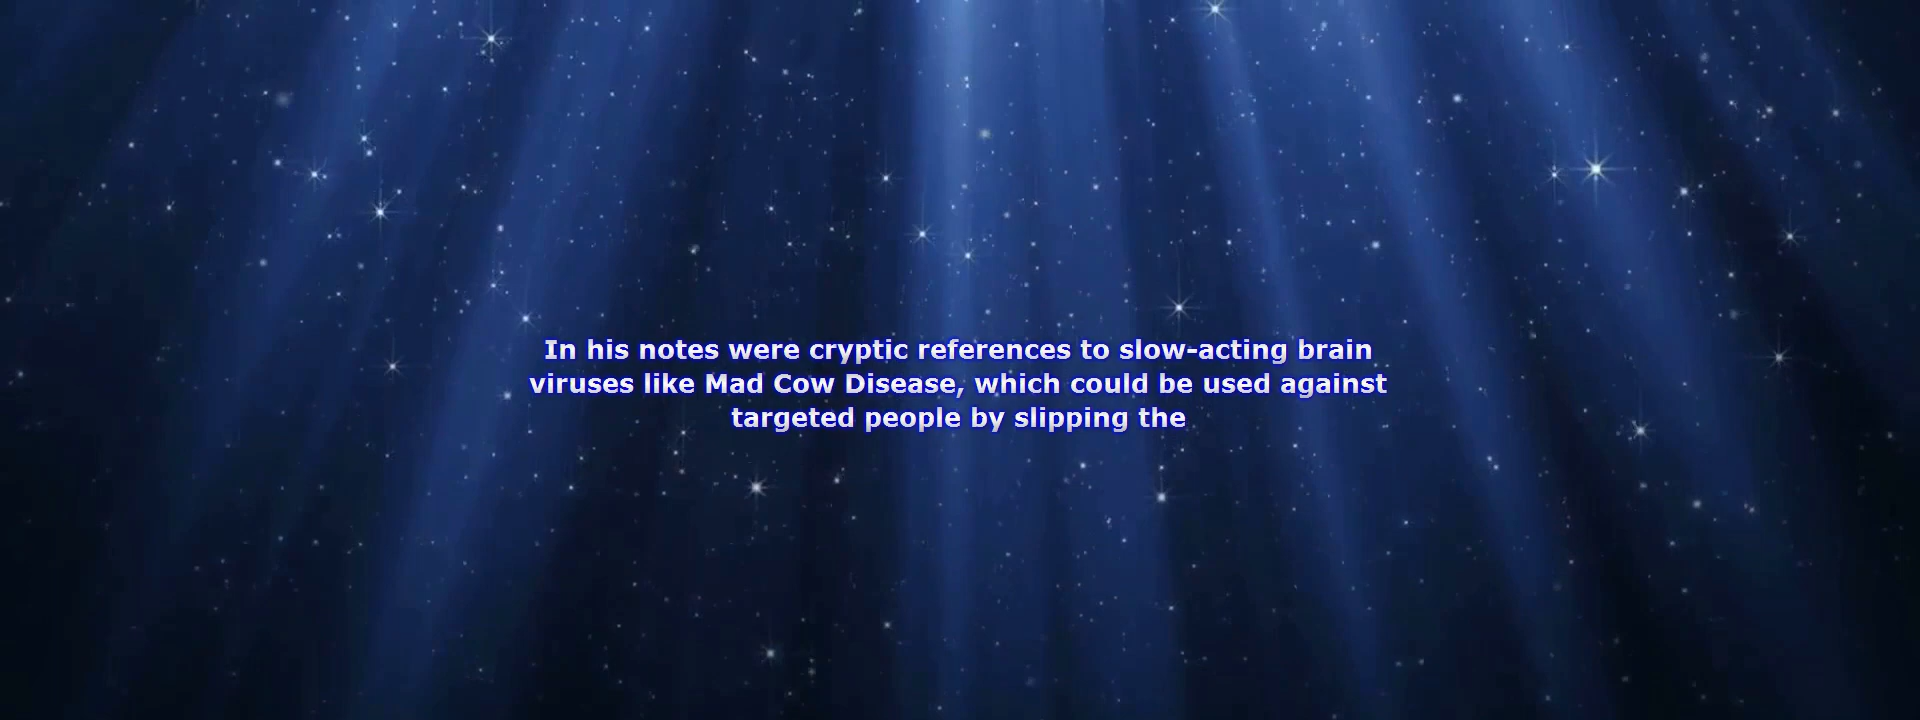 In his notes were cryptic references to slow-acting brain
viruses like Mad Cow Disease, which could be used against
targeted people by slipping the